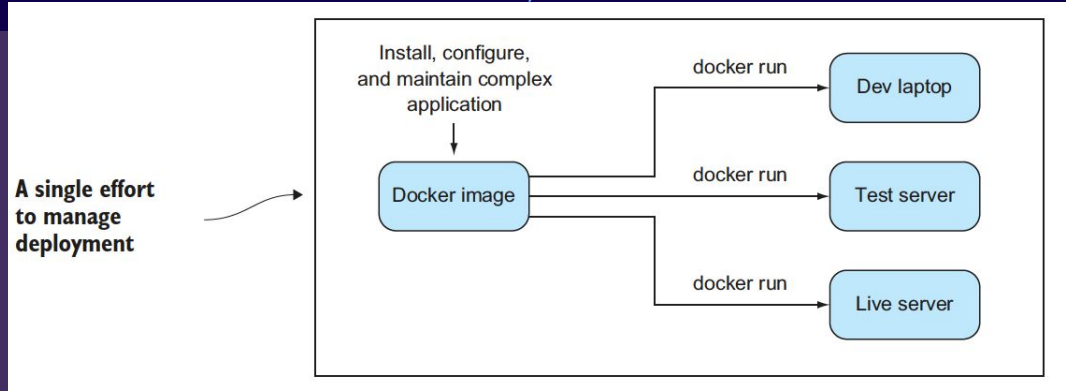 Install, configure,
and maintain complex
application
docker run
Dev laptop
A single effort
to manage
deployment
Docker image
docker run
Test server
docker run
Live server